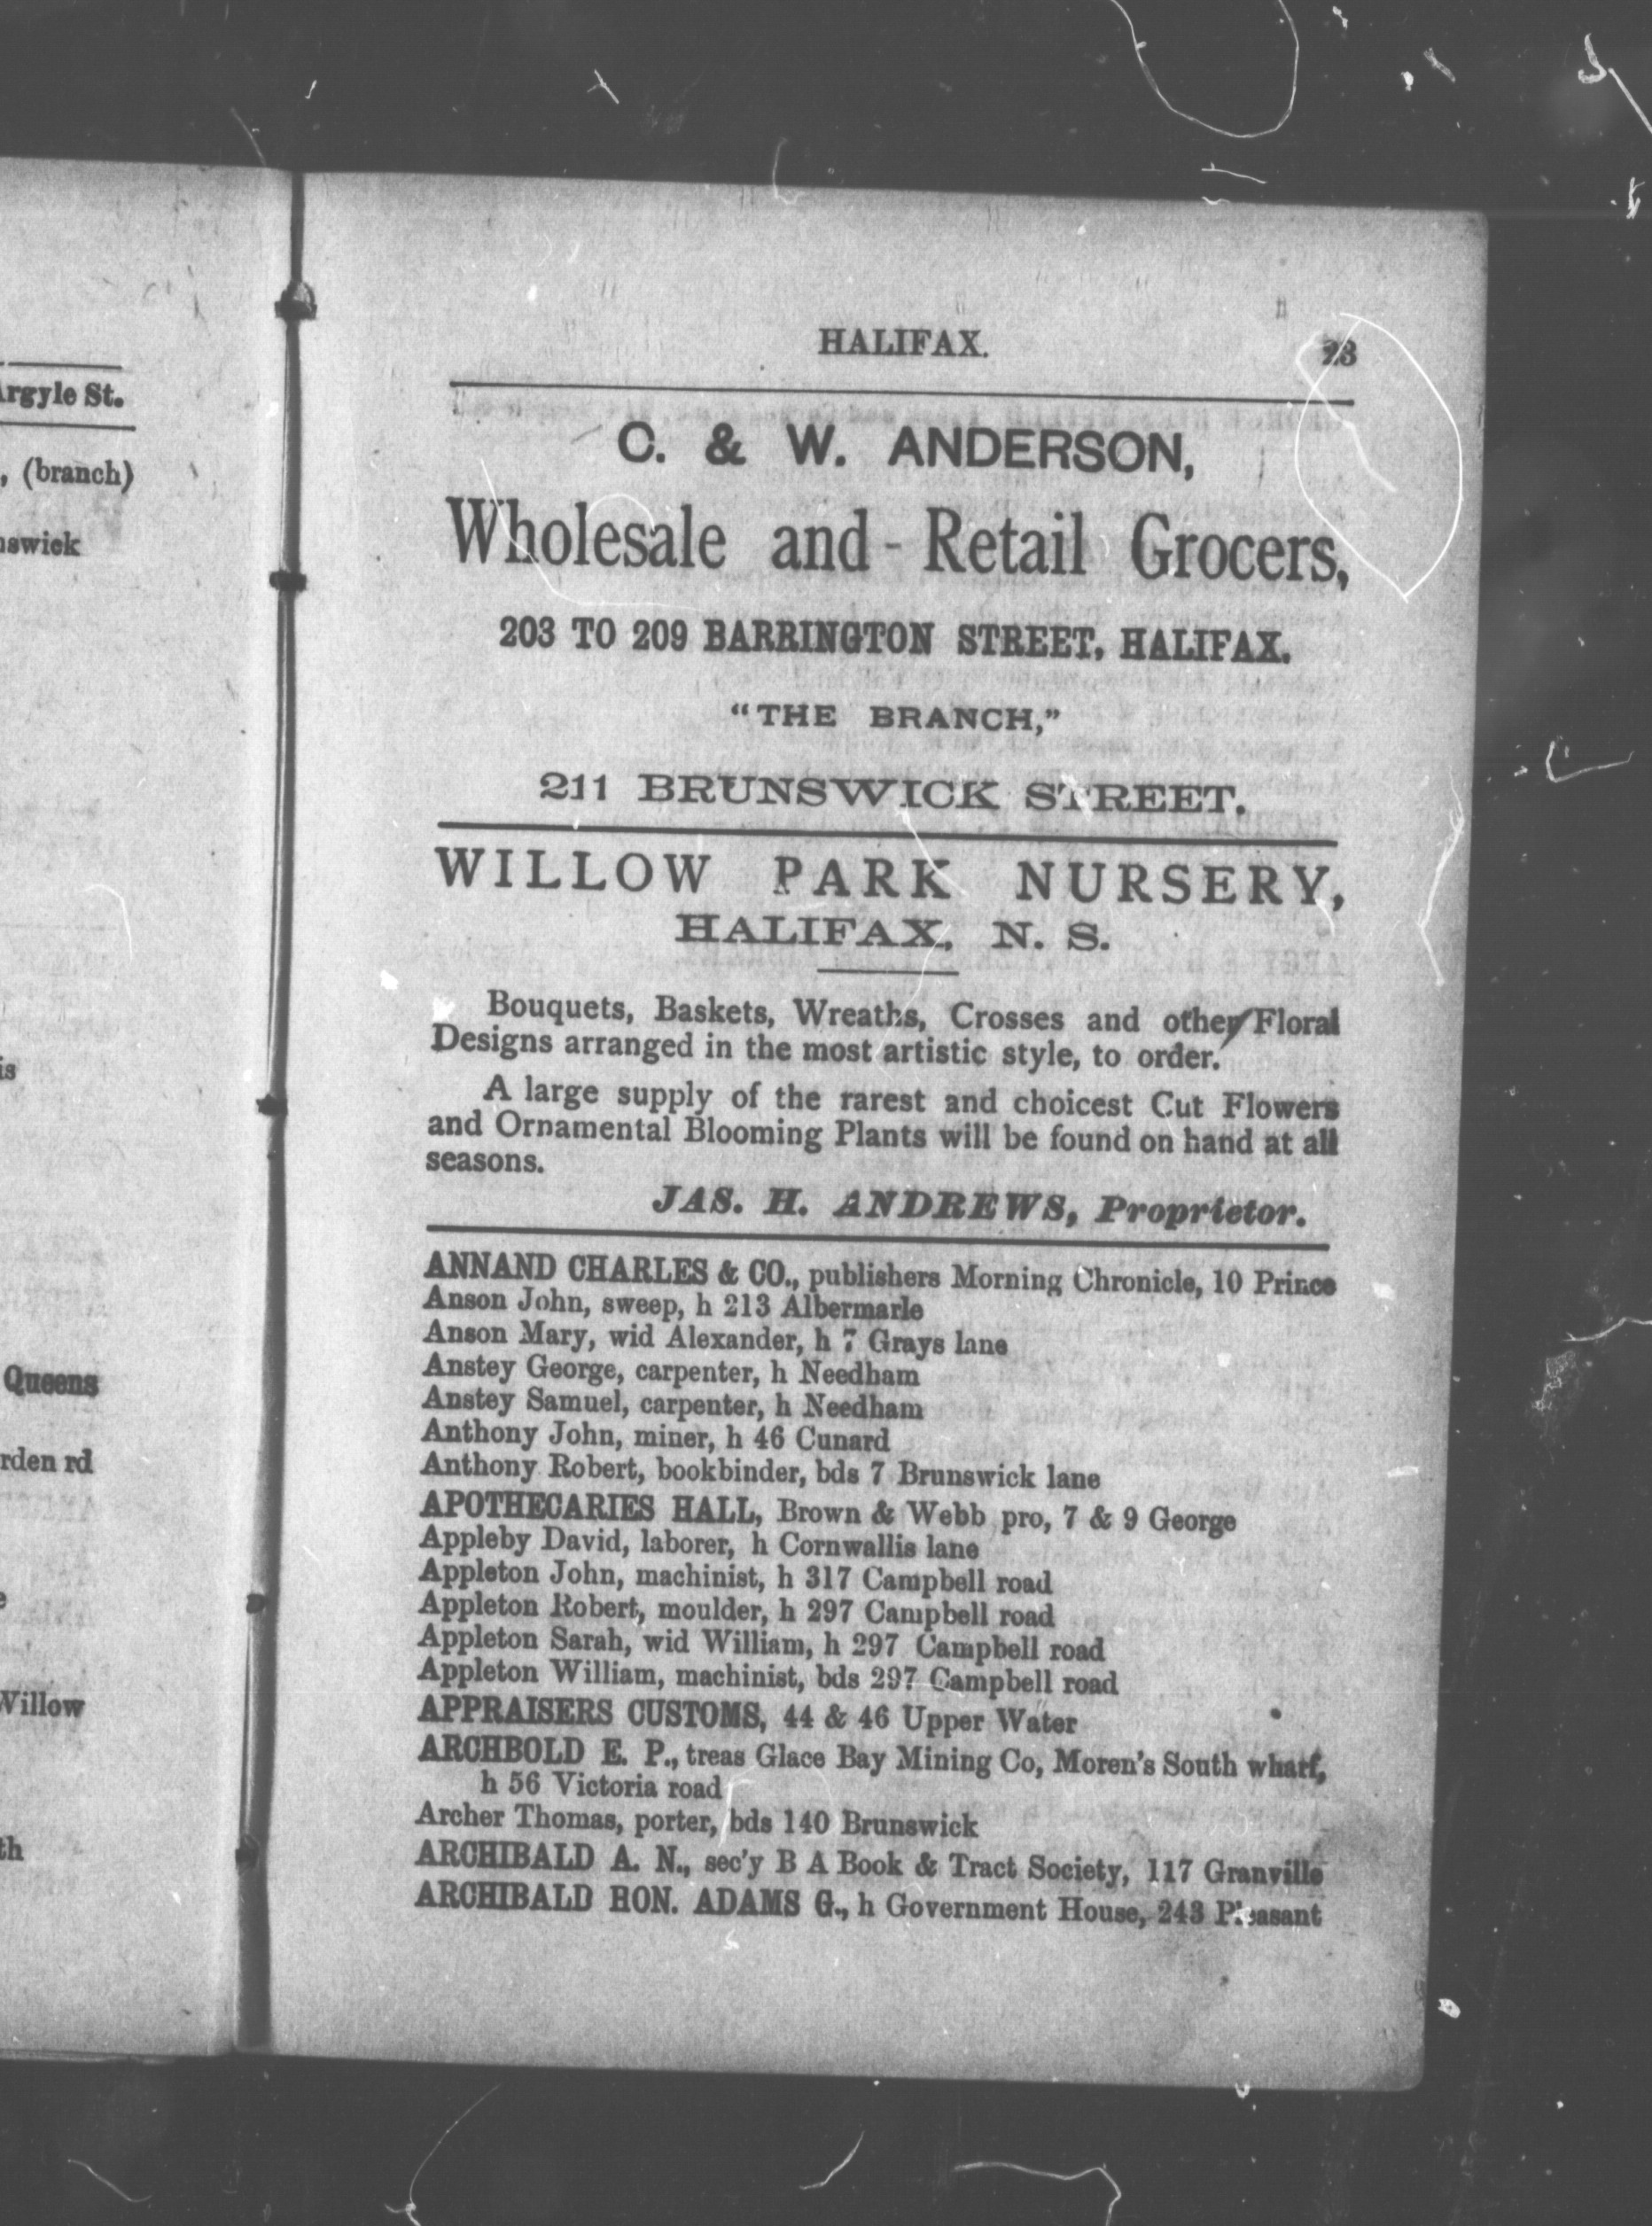 Argyle St.
, (branch)
Queens
rden rd
Willow
HALIFAX. 23
C. & W. ANDERSON,
Wholesale and - Retail Grocers,
203 TO 209 BARRINGTON STREET, HALIFAX.
"THE BRANCH,"
211 BRUNSWICK STREET.
WILLOW PARK NURSERY,
HALIFAX, N. S.
Bouquets, Baskets, Wreaths, Crosses and other Floral
Designs arranged in the most artistic style, to order.
A large supply of the rarest and choicest Cut Flowers
and Ornamental Blooming Plants will be found on hand at all
seasons.
JAS. H. ANDREWS, Proprietor.
ANNAND CHARLES & CO., publishers Morning Chronicle, 10 Prince
Anson John, sweep, h 213 Albermarle
Anson Mary, wid Alexander, h 7 Grays lane
Anstey George, carpenter, h Needham
Anstey Samuel, carpenter, h Needham
Anthony John, miner, h 46 Cunard
Anthony Robert, bookbinder, bds 7 Brunswick lane
APOTHECARIES HALL, Brown & Webb pro, 7 & 9 George
Appleby David, laborer, h Cornwallis lane
Appleton John, machinist, h 317 Campbell road
Appleton Robert, moulder, h 297 Campbell road
Appleton Sarah, wid William, h 297 Campbell road
Appleton William, machinist, bds 297 Campbell road
APPRAISERS CUSTOMS, 44 & 46 Upper Water
ARCHBOLD E. P., treas Glace Bay Mining Co, Moren's South wharf,
h 56 Victoria road
Archer Thomas, porter, bds 140 Brunswick
ARCHIBALD A. N., sec'y B A Book & Tract Society, 117 Granville
ARCHIBALD HON. ADAMS G., h Government House, 243 Pleasant